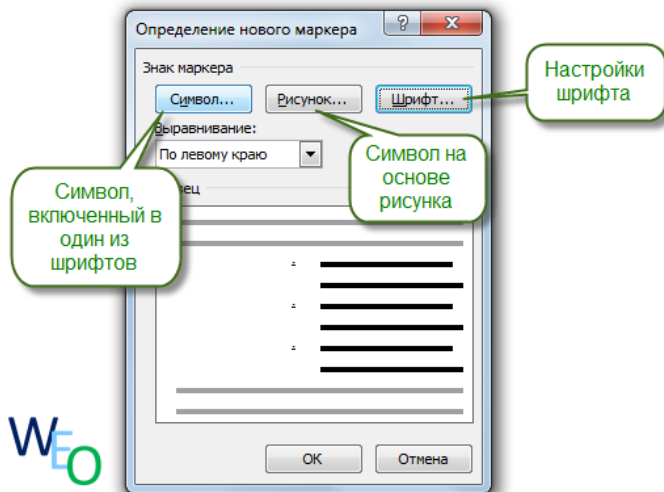 Определение нового маркера
Знак маркера
Символ...
Рисунок...
Шрифт...
Настройки
шрифта
Выравнивание:
По левому краю
Символ на
основе
рисунка
Символ,
включенный в
один из
шрифтов
ец
ОК
Отмена
WEO